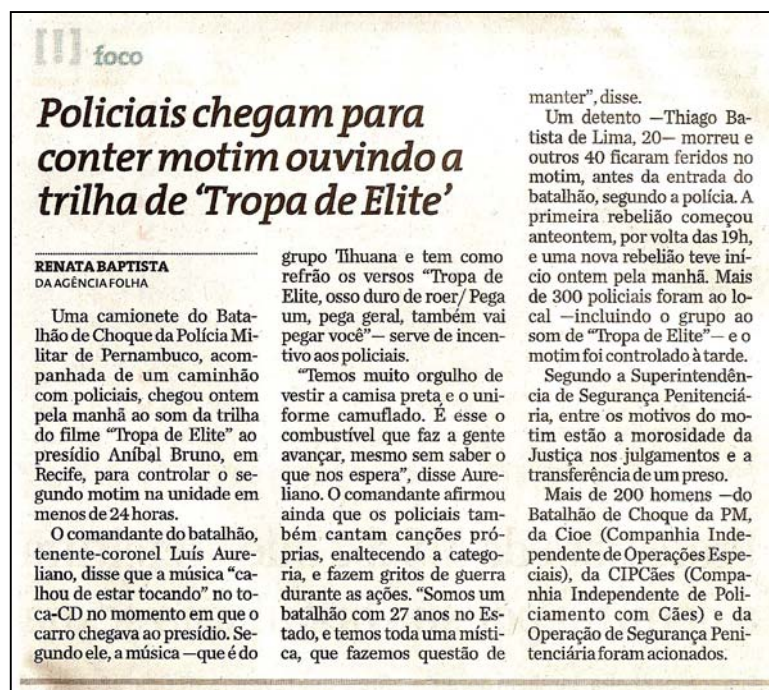 foco
Policiais chegam para
conter motim ouvindo a
trilha de ‘Tropa de Elite’
RENATA BAPTISTA
DA AGÊNCIA FOLHA
Uma camionete do Bata-
lhão de Choque da Polícia Mi-
litar de Pernambuco, acom-
panhada de um caminhão
com policiais, chegou ontem
pela manhã ao som da trilha
do filme “Tropa de Elite” ao
presídio Aníbal Bruno, em
Recife, para controlar o se-
gundo motim na unidade em
menos de 24 horas.
O comandante do batalhão,
tenente-coronel Luís Aure-
liano, disse que a música “ca-
lhou de estar tocando” no to-
ca-CD no momento em que o
carro chegava ao presídio. Se-
gundo ele, a música —que é do
grupo Tihuana e tem como
refrão os versos “Tropa de
Elite, osso duro de roer/ Pega
um, pega geral, também vai
pegar você”— serve de incen-
tivo aos policiais.
“Temos muito orgulho de
vestir a camisa preta e o uni-
forme camuflado. É esse o
combustível que faz a gente
avançar, mesmo sem saber o
que nos espera”, disse Aure-
liano. O comandante afirmou
ainda que os policiais tam-
bém cantam canções pró-
prias, enaltecendo a catego-
ria, e fazem gritos de guerra
durante as ações. “Somos um
batalhão com 27 anos no Es-
tado, e temos toda uma místi-
ca, que fazemos questão de
manter”, disse.
Um detento —Thiago Ba-
tista de Lima, 20— morreu e
outros 40 ficaram feridos no
motim, antes da entrada do
batalhão, segundo a polícia. A
primeira rebelião começou
anteontem, por volta das 19h,
e uma nova rebelião teve iní-
cio ontem pela manhã. Mais
de 300 policiais foram ao lo-
cal —incluindo o grupo ao
som de “Tropa de Elite”— e o
motim foi controlado à tarde.
Segundo a Superintendên-
cia de Segurança Penitenciá-
ria, entre os motivos do mo-
tim estão a morosidade da
Justiça nos julgamentos e a
transferência de um preso.
Mais de 200 homens —do
Batalhão de Choque da PM,
da Cioe (Companhia Inde-
pendente de Operações Espe-
ciais), da CIPCães (Compa-
nhia Independente de Poli-
ciamento com Cães) e da
Operação de Segurança Peni-
tenciária foram acionados.